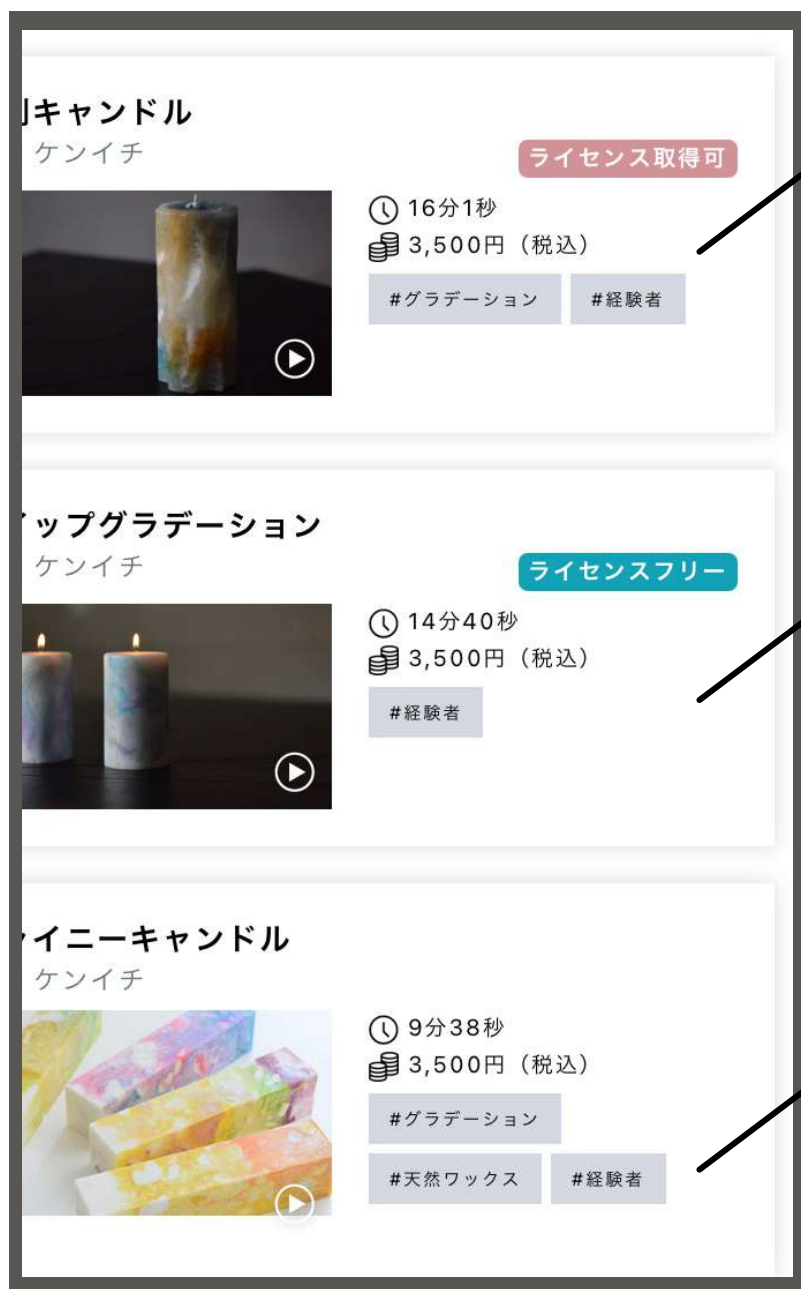 キャンドル
ケンイチ
ライセンス取得可
16分1秒
3,500円（税込）
#グラデーション #経験者
ップグラデーション
ケンイチ
ライセンスフリー
14分40秒
3,500円（税込）
#経験者
イニーキャンドル
ケンイチ
9分38秒
3,500円（税込）
#グラデーション
#天然ワックス #経験者